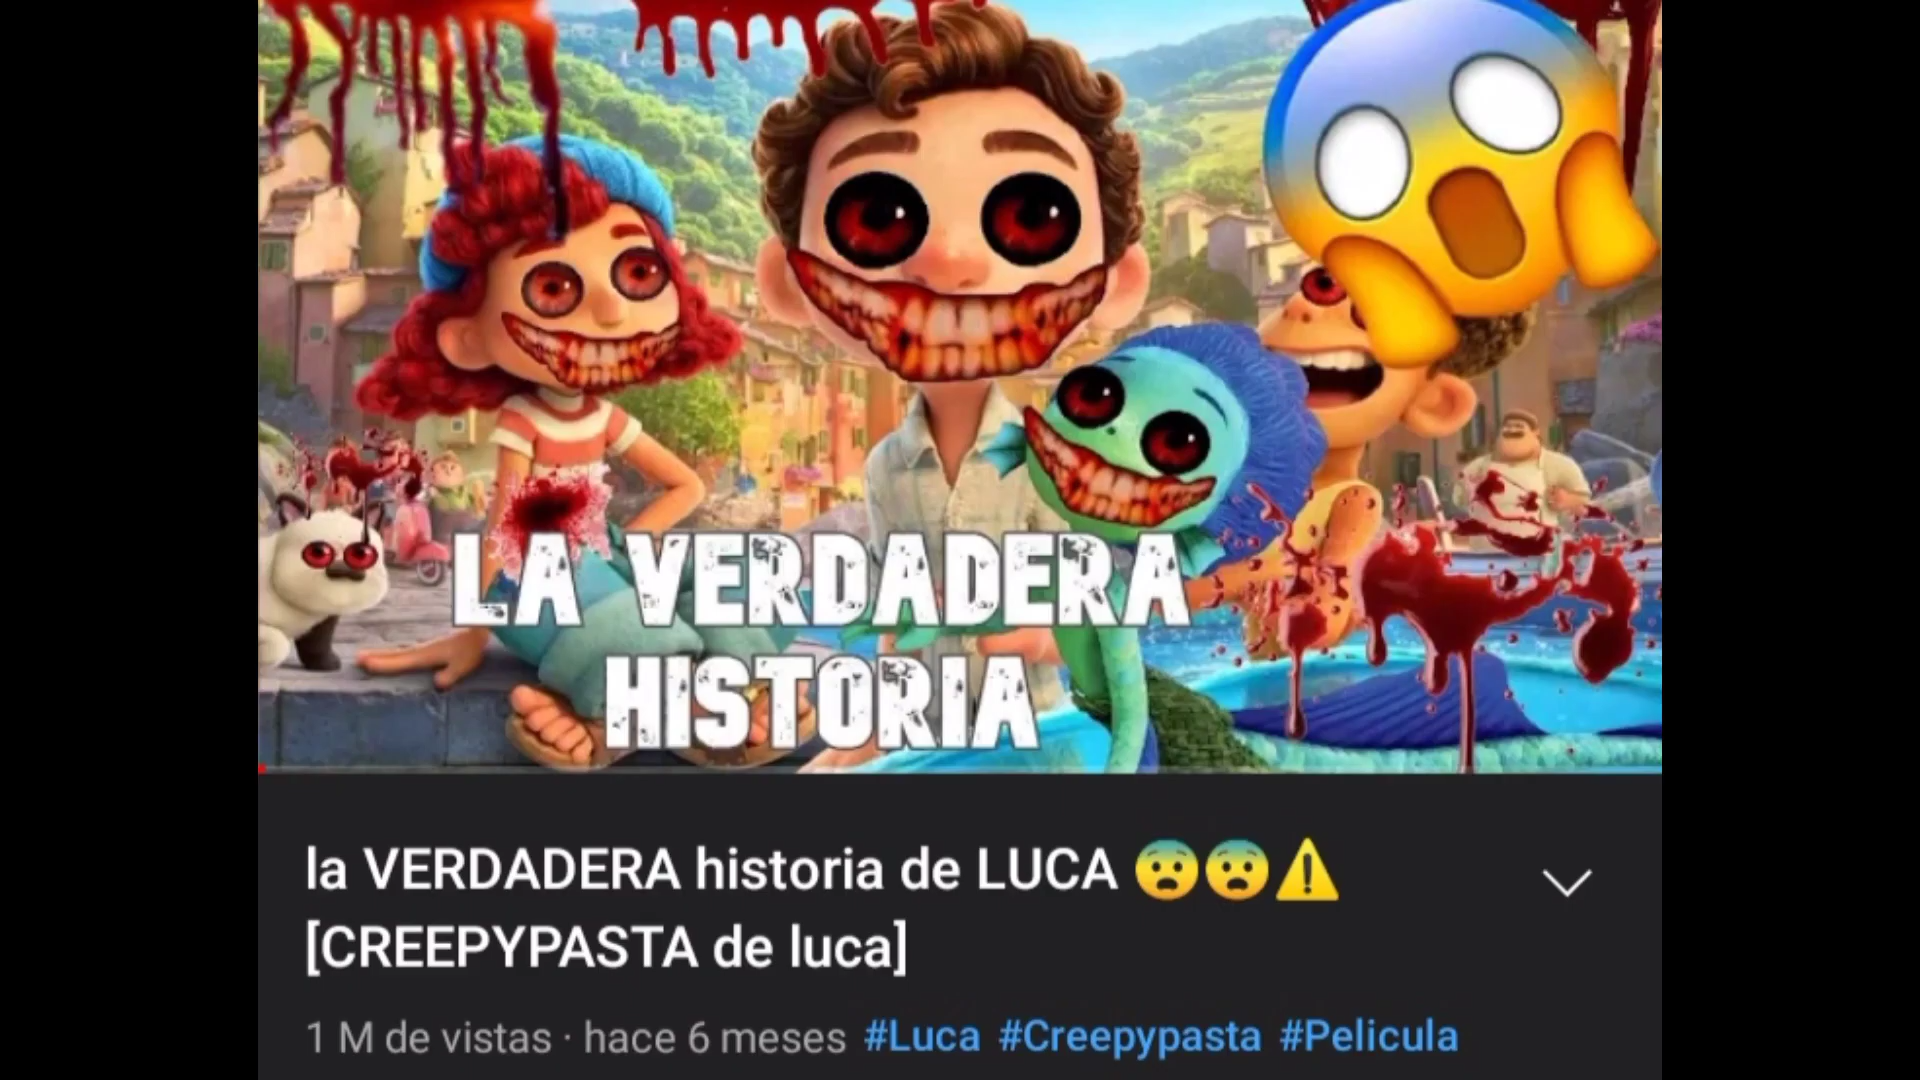 LA VERDADERA
HISTORIA
la VERDADERA historia de LUCA 😨😨⚠️
[CREEPYPASTA de luca]
1 M de vistas · hace 6 meses #Luca #Creepypasta #Pelicula